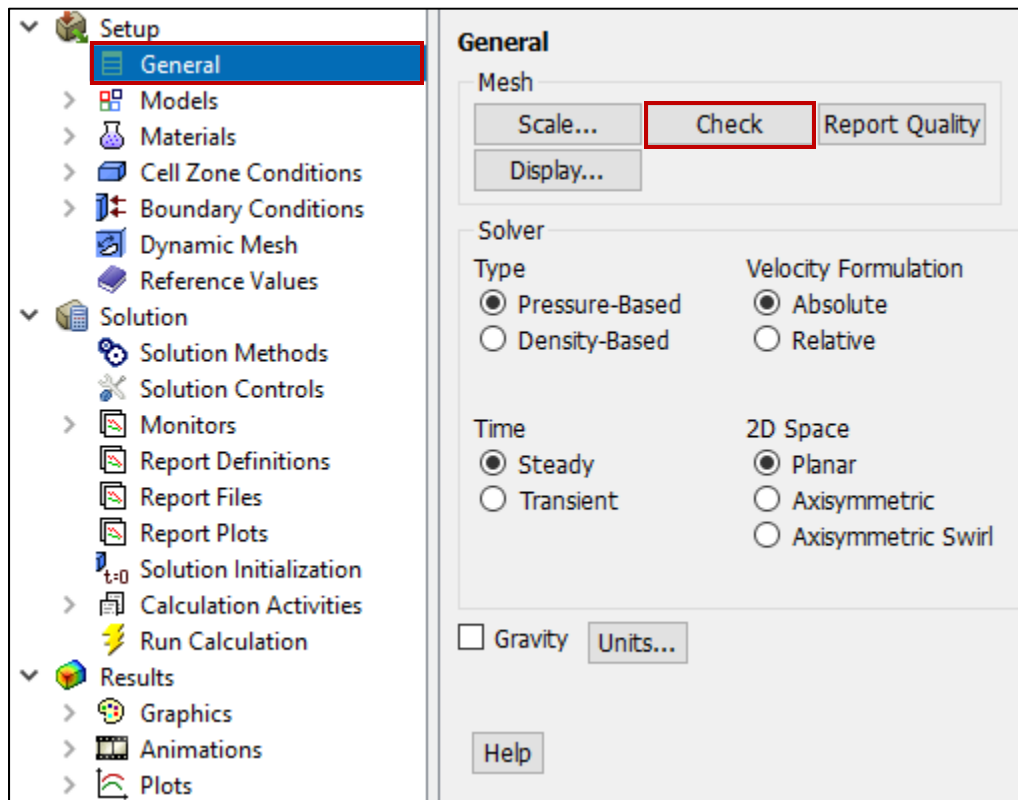 Setup
General
Models
Materials
Cell Zone Conditions
Boundary Conditions
Dynamic Mesh
Reference Values
Solution
Solution Methods
Solution Controls
Monitors
Report Definitions
Report Files
Report Plots
t=0 Solution Initialization
Calculation Activities
Run Calculation
Results
Graphics
Animations
Plots
General
Mesh
Scale... Check Report Quality
Display...
Solver
Type Velocity Formulation
Pressure-Based Absolute
Density-Based Relative
Time 2D Space
Steady Planar
Transient Axisymmetric
Axisymmetric Swirl
Gravity Units...
Help